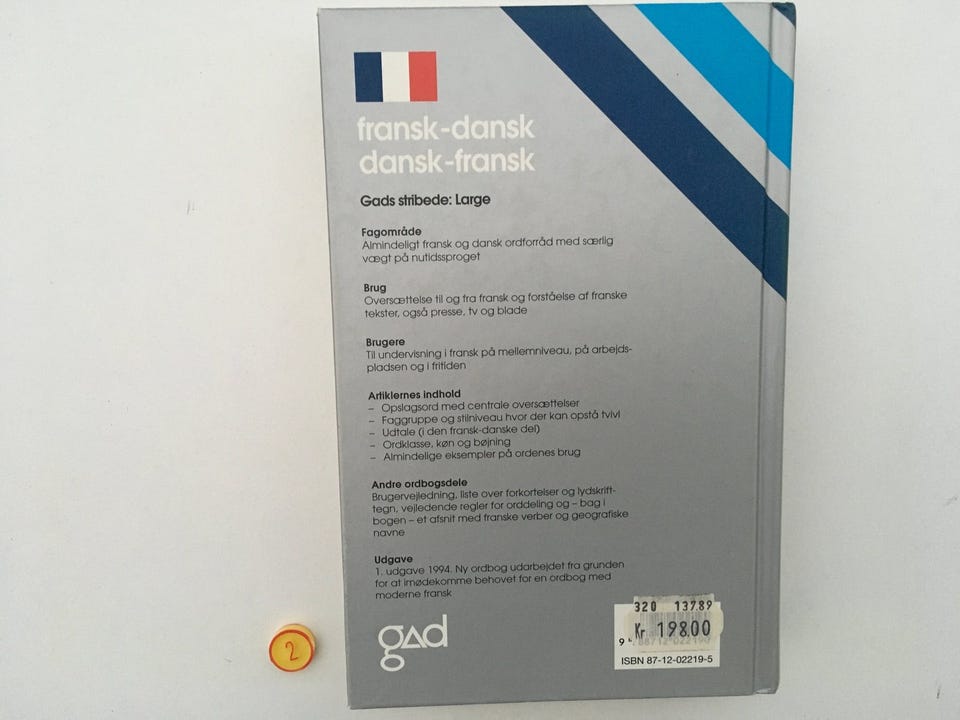 fransk-dansk
dansk-fransk
Gads stribede: Large
Fagområde
Almindeligt fransk og dansk ordforråd med særlig
vægt på nutidssproget
Brug
Oversættelse til og fra fransk og forståelse af franske
tekster, også presse, tv og blade
Brugere
Til undervisning i fransk på mellemniveau, på arbejds-
pladsen og i fritiden
Artiklernes indhold
– Opslagsord med centrale oversættelser
– Faggruppe og stilniveau hvor der kan opstå tvivl
– Udtale (i den fransk-danske del)
– Ordklasse, køn og bøjning
– Almindelige eksempler på ordenes brug
Andre ordbogsdele
Brugervejledning, liste over forkortelser og lydskrift-
tegn, vejledende regler for orddeling og – bag i
bogen – et afsnit med franske verber og geografiske
navne
Udgave
1. udgave 1994. Ny ordbog udarbejdet fra grunden
for at imødekomme behovet for en ordbog med
moderne fransk
320 13789
Kr 198.00
9
ISBN 87-12-02219-5
gad
2